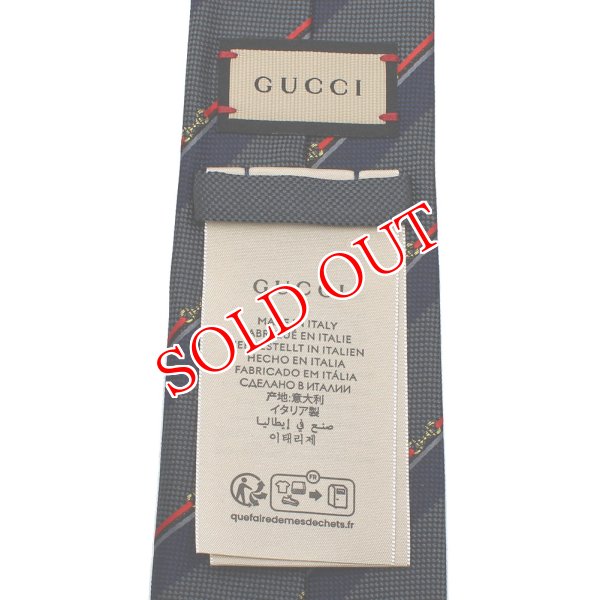 GUCCI
SOLD OUT
GUCCI
MADE IN ITALY
FABRIQUÉ EN ITALIE
HERGESTELLT IN ITALIEN
HECHO EN ITALIA
FABRICADO EM ITÁLIA
СДЕЛАНО В ИТАЛИИ
产地:意大利
イタリア製
صنع في إيطاليا
이태리제
FR
quefairedemesdechets.fr